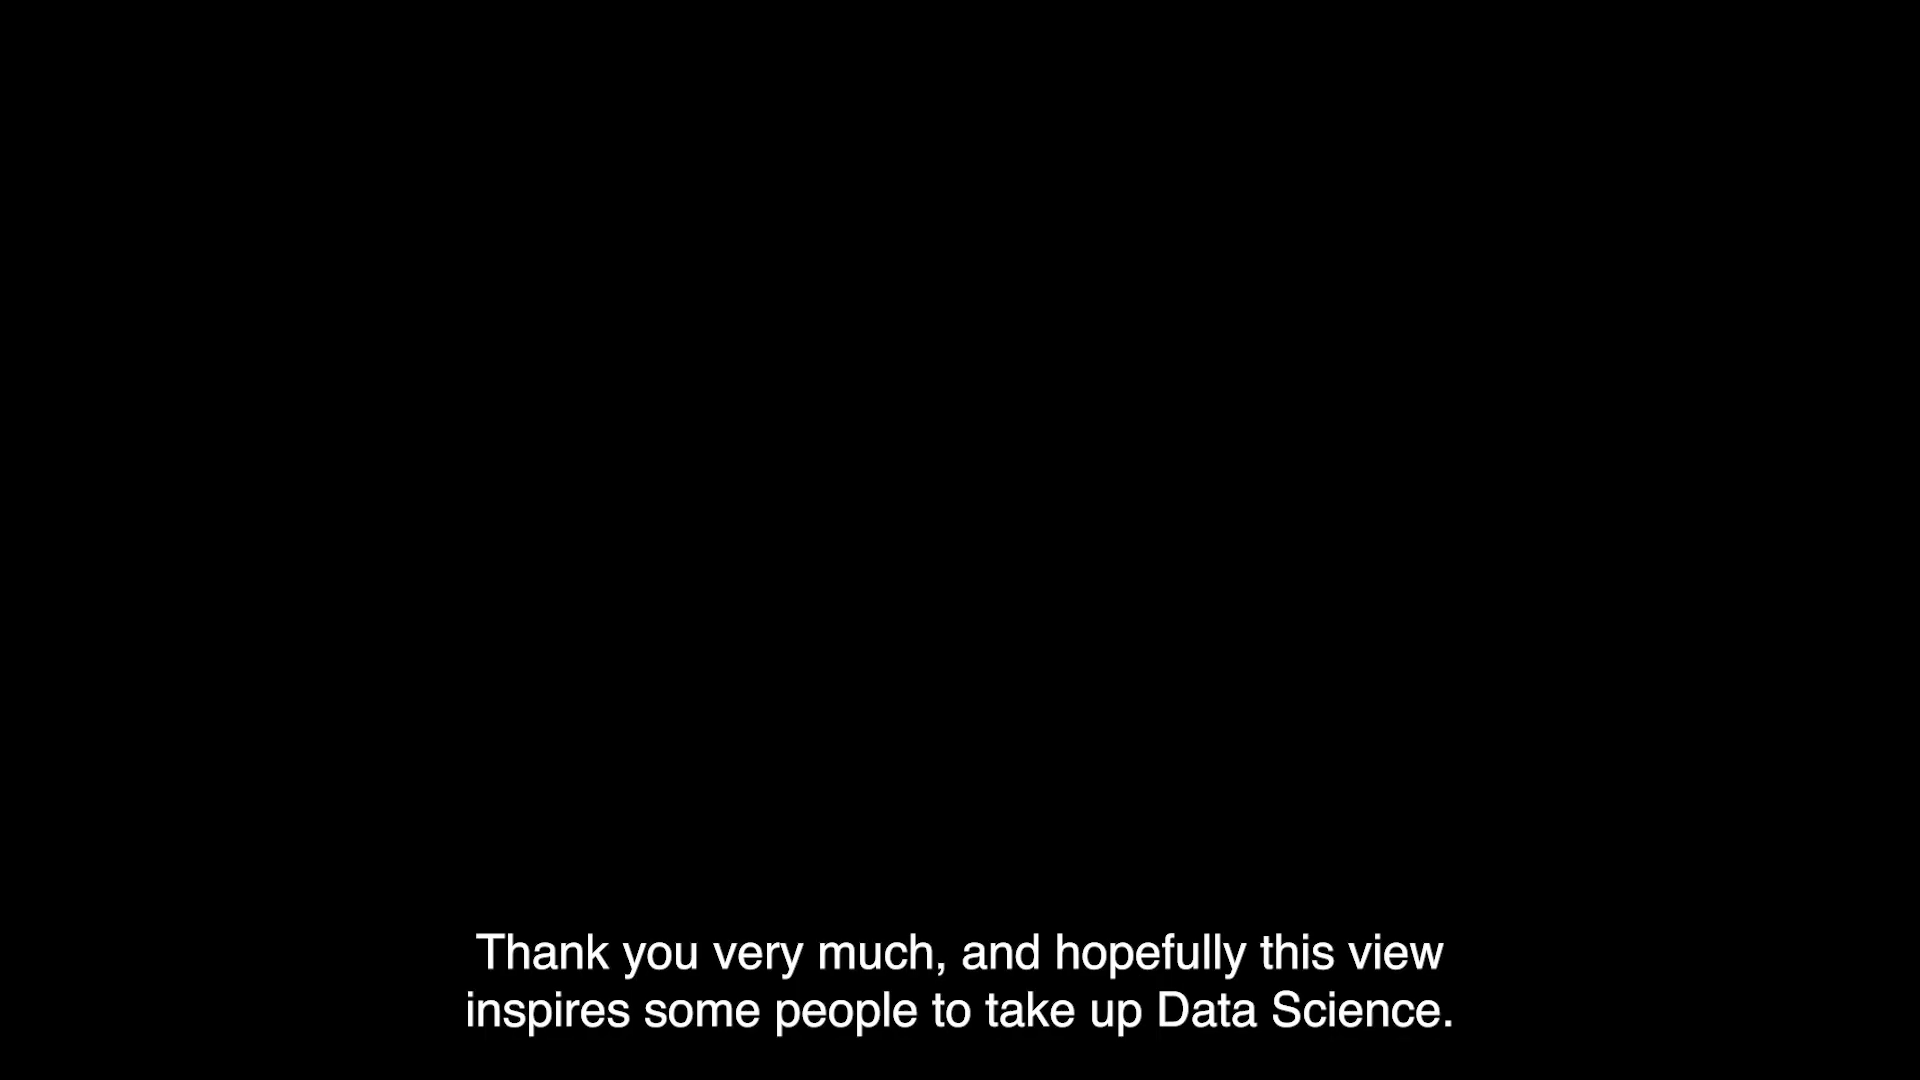 Thank you very much, and hopefully this view
inspires some people to take up Data Science.